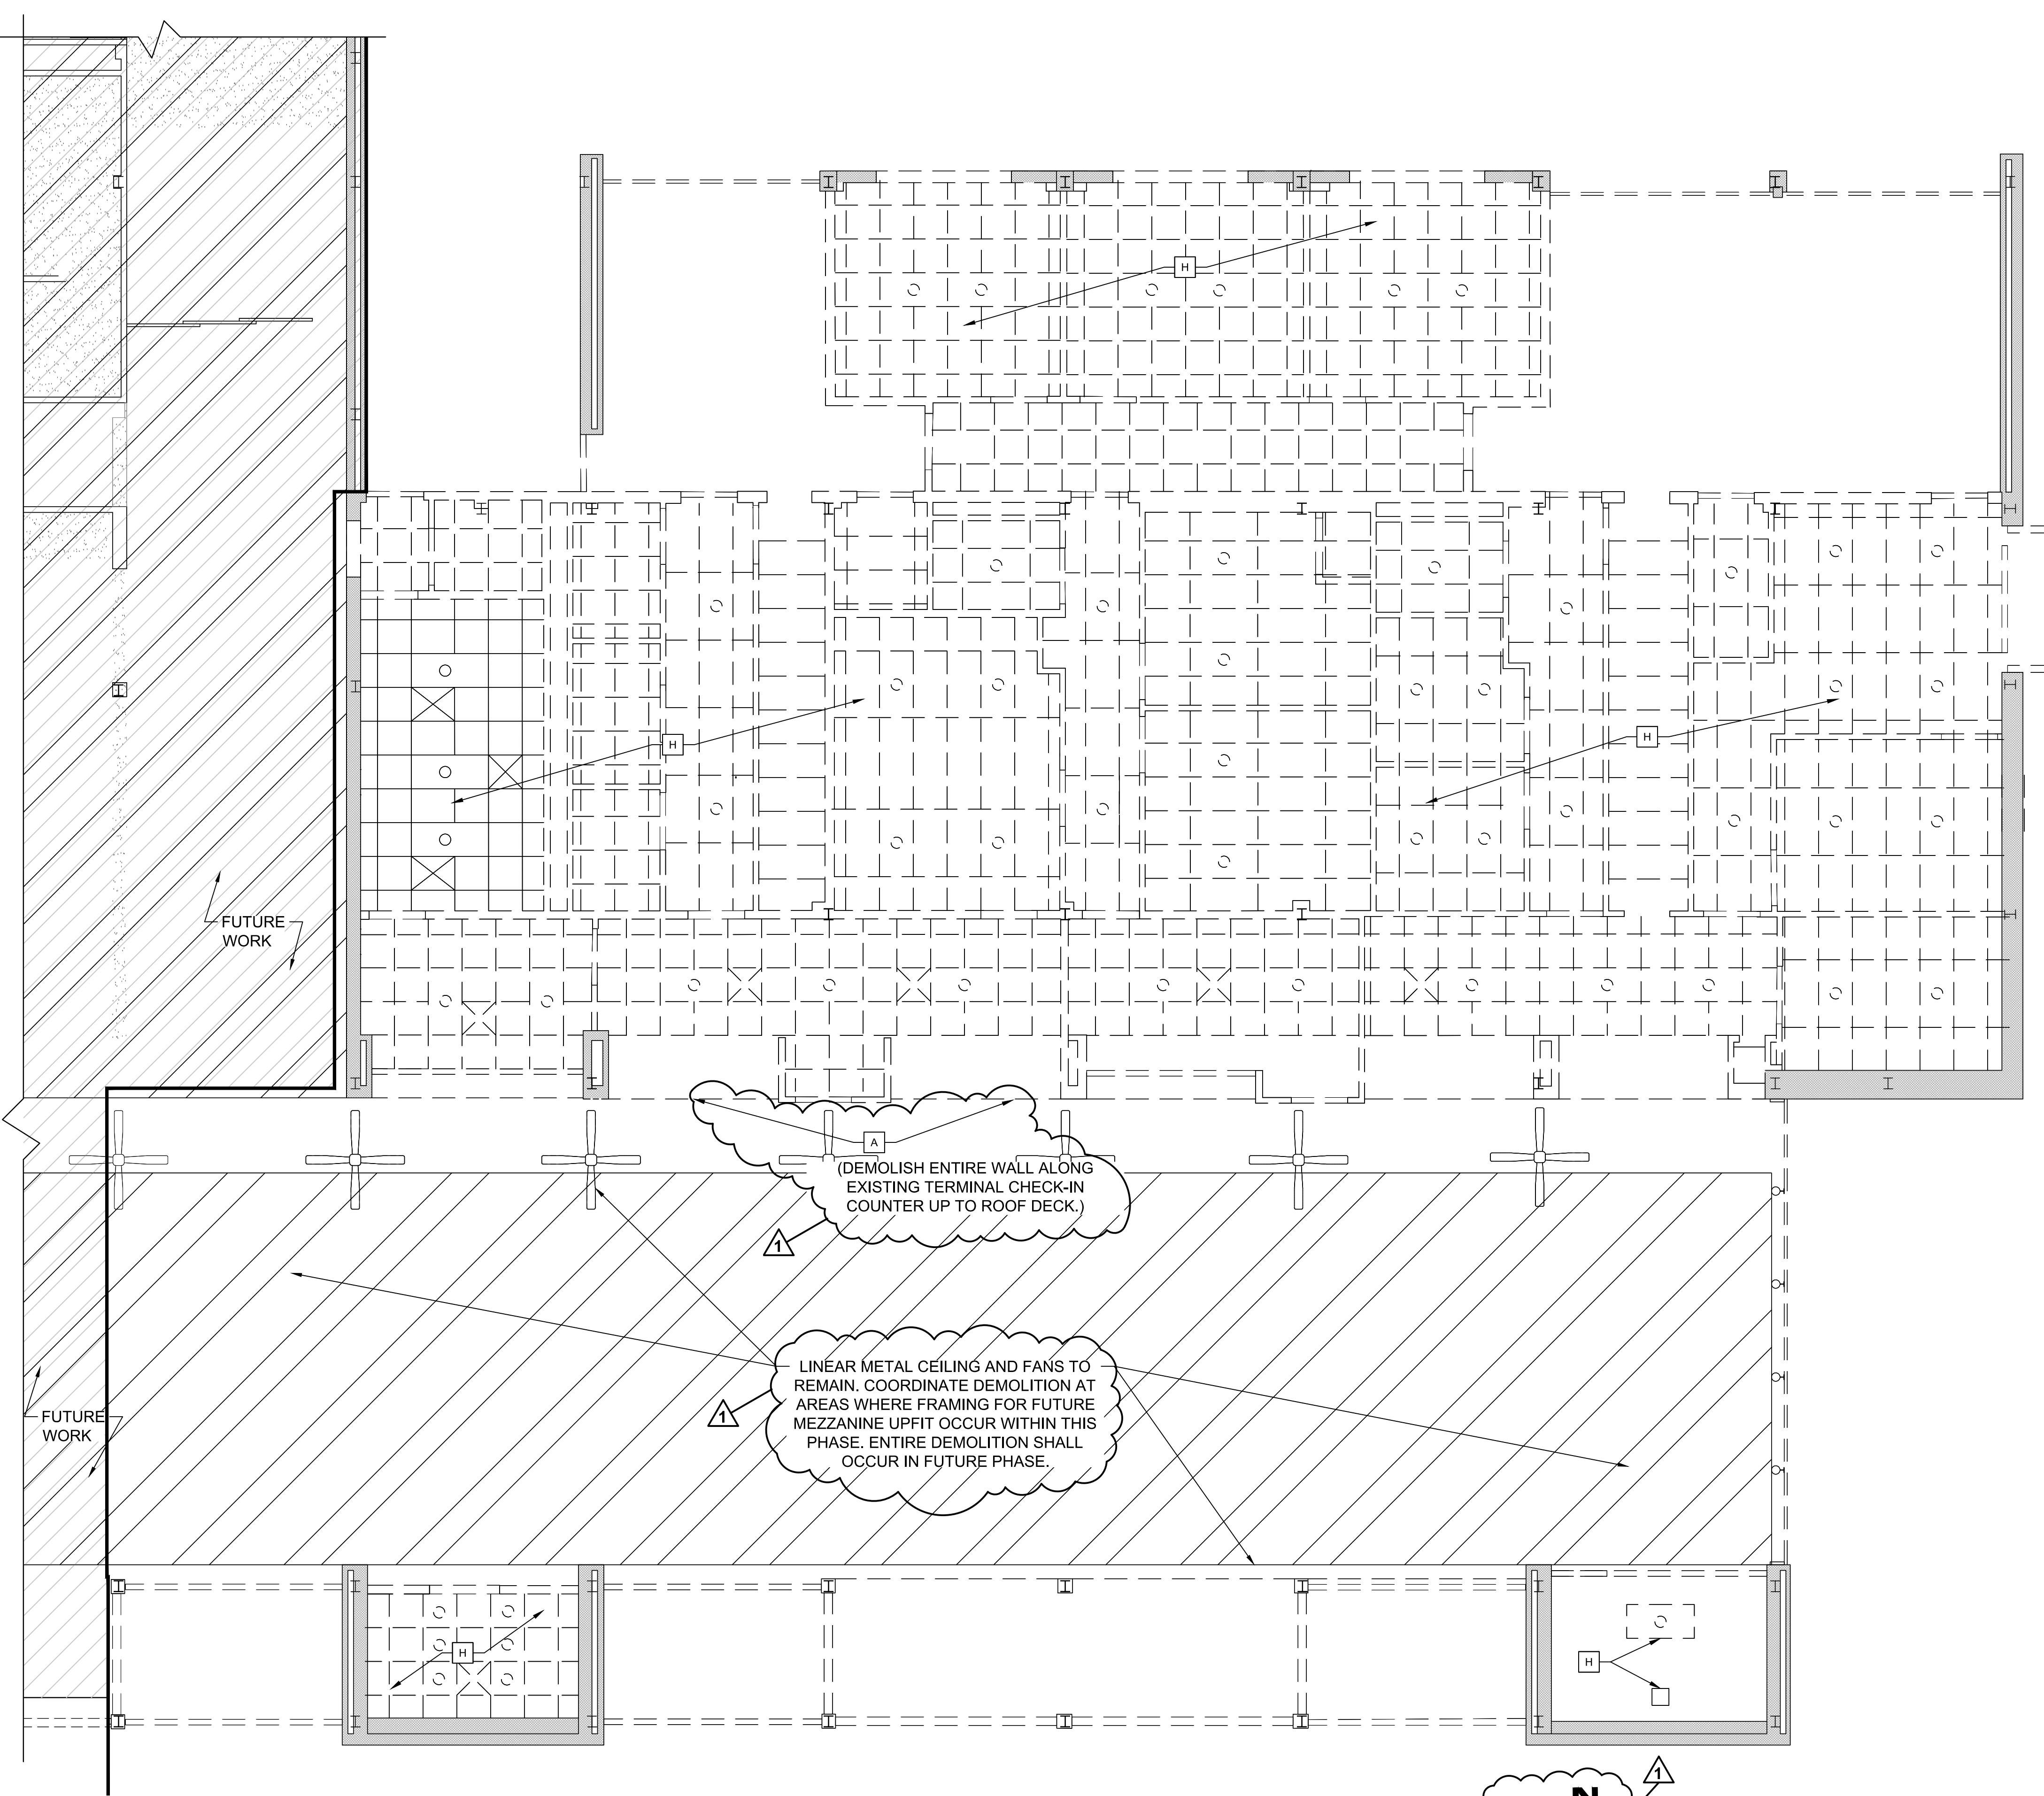 H
H
H
FUTURE
WORK
A
(DEMOLISH ENTIRE WALL ALONG
EXISTING TERMINAL CHECK-IN
COUNTER UP TO ROOF DECK.)
1
LINEAR METAL CEILING AND FANS TO
REMAIN. COORDINATE DEMOLITION AT
AREAS WHERE FRAMING FOR FUTURE
MEZZANINE UPFIT OCCUR WITHIN THIS
PHASE. ENTIRE DEMOLITION SHALL
OCCUR IN FUTURE PHASE.
1
FUTURE
WORK
H
H
1
N